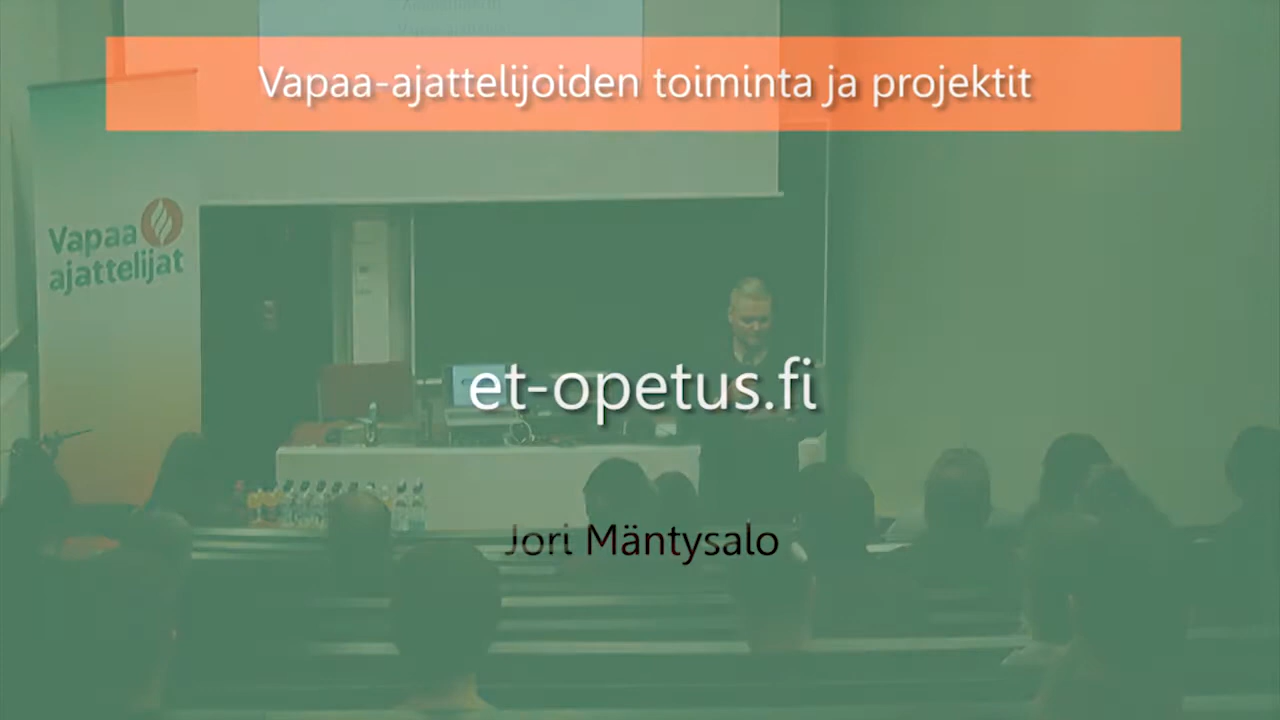 Vapaa-ajattelijoiden toiminta ja projektit
Vapaa
ajattelijat
et-opetus.fi
Jori Mäntysalo